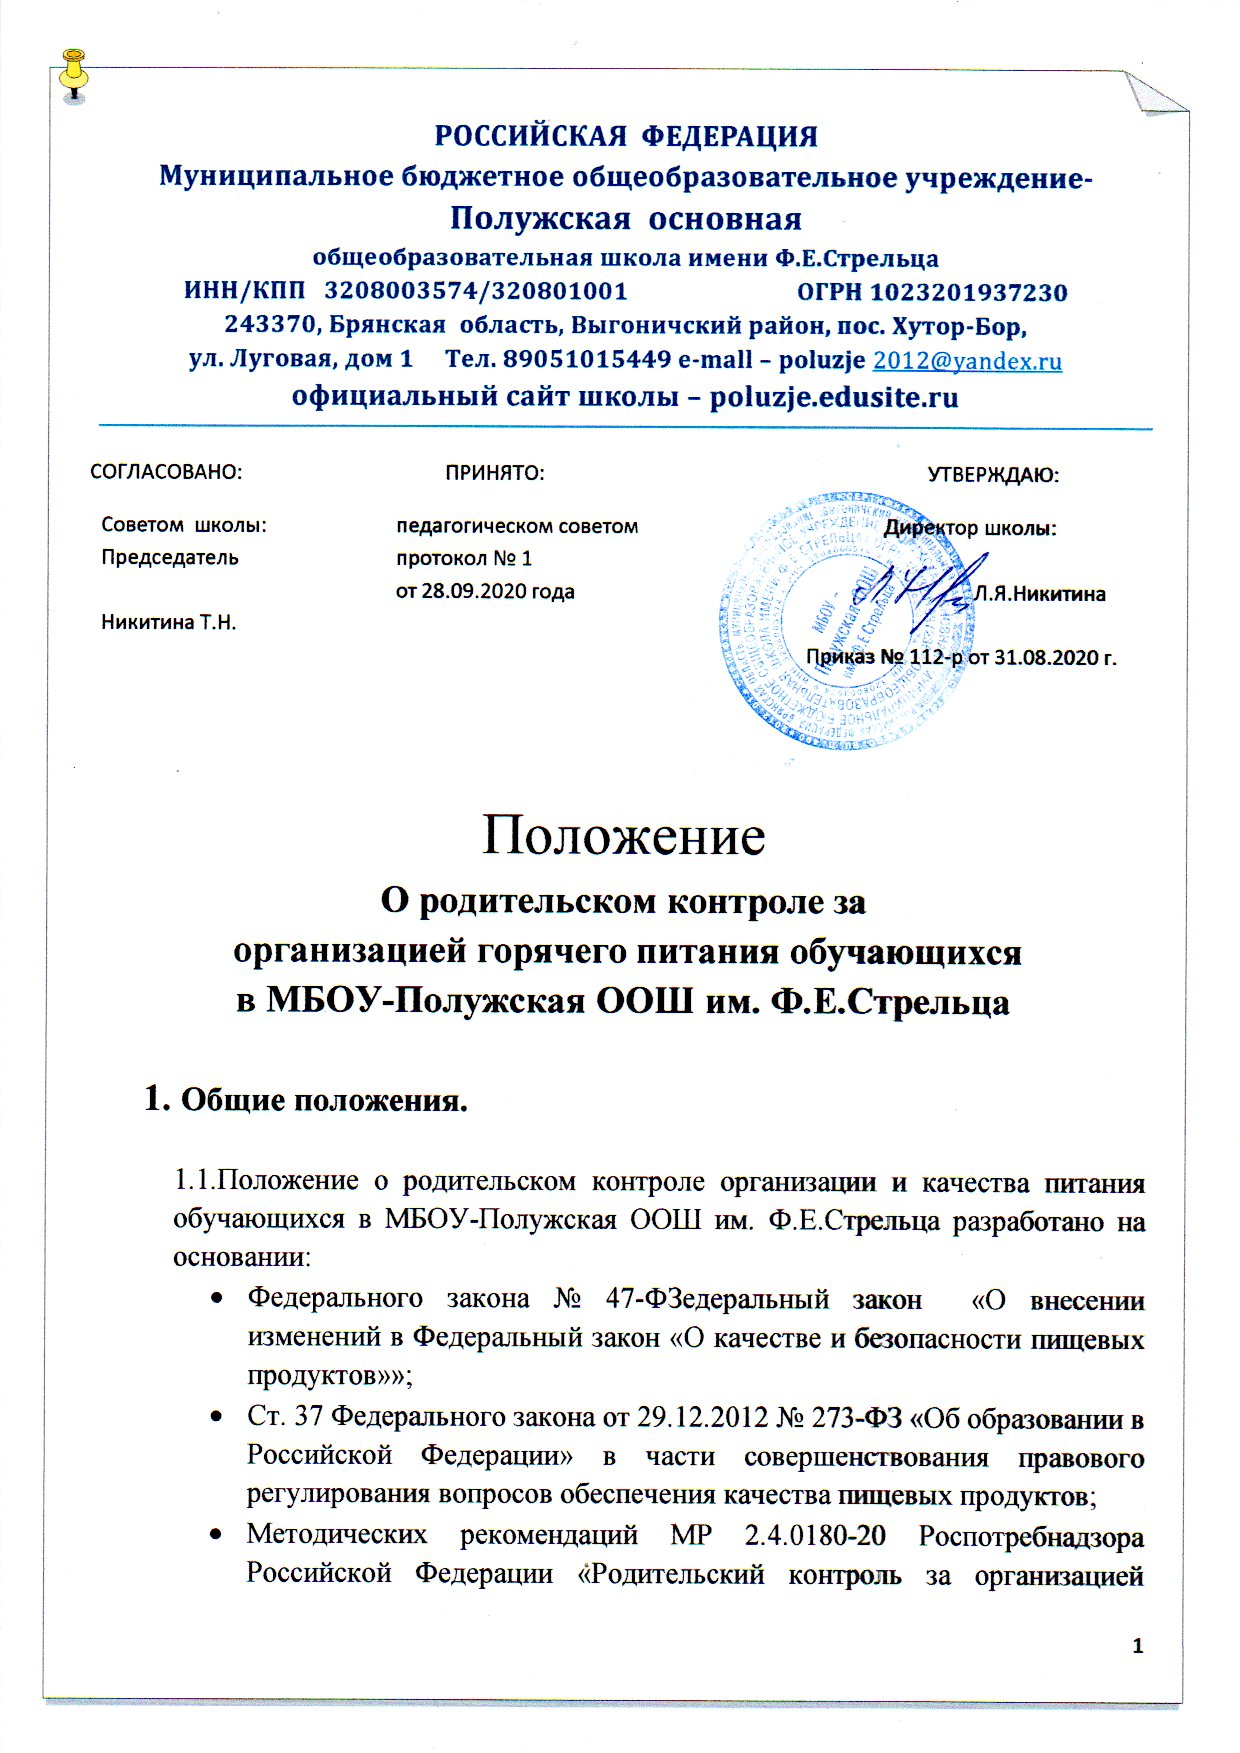 РОССИЙСКАЯ ФЕДЕРАЦИЯ
Муниципальное бюджетное общеобразовательное учреждение-
Полужская основная
общеобразовательная школа имени Ф.Е.Стрельца
ИНН/КПП 3208003574/320801001 ОГРН 1023201937230
243370, Брянская область, Выгоничский район, пос. Хутор-Бор,
ул. Луговая, дом 1 Тел. 89051015449 e-mall – poluzje 2012@yandex.ru
официальный сайт школы – poluzje.edusite.ru
СОГЛАСОВАНО: ПРИНЯТО: УТВЕРЖДАЮ:
Советом школы: педагогическом советом Директор школы:
Председатель протокол № 1
от 28.09.2020 года Л.Я.Никитина
Никитина Т.Н.
Приказ № 112-р от 31.08.2020 г.
МБОУ -
Полужская ООШ
им. Ф.Е.Стрельца
Положение
О родительском контроле за
организацией горячего питания обучающихся
в МБОУ-Полужская ООШ им. Ф.Е.Стрельца
1. Общие положения.
1.1.Положение о родительском контроле организации и качества питания
обучающихся в МБОУ-Полужская ООШ им. Ф.Е.Стрельца разработано на
основании:
• Федерального закона № 47-ФЗедеральный закон «О внесении
изменений в Федеральный закон «О качестве и безопасности пищевых
продуктов»»;
• Ст. 37 Федерального закона от 29.12.2012 № 273-ФЗ «Об образовании в
Российской Федерации» в части совершенствования правового
регулирования вопросов обеспечения качества пищевых продуктов;
• Методических рекомендаций МР 2.4.0180-20 Роспотребнадзора
Российской Федерации «Родительский контроль за организацией
1